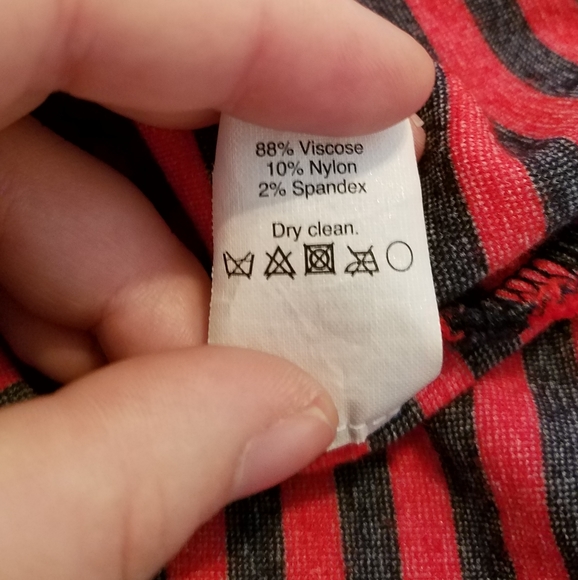 88% Viscose
10% Nylon
2% Spandex
Dry clean.